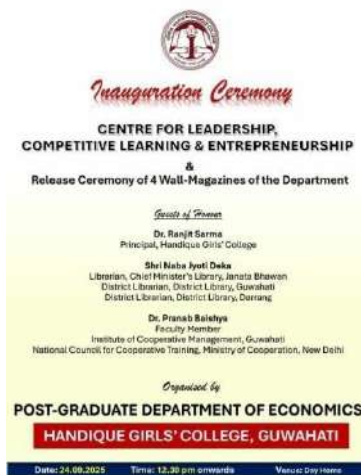 Inauguration Ceremony
CENTRE FOR LEADERSHIP,
COMPETITIVE LEARNING & ENTREPRENEURSHIP
&
Release Ceremony of 4 Wall-Magazines of the Department
Guests of Honour
Dr. Ranjit Sarma
Principal, Handique Girls' College
Shri Naba Jyoti Deka
Librarian, Chief Minister's Library, Janata Bhawan
District Librarian, District Library, Guwahati
District Librarian, District Library, Darrang
Dr. Pranab Baishya
Faculty Member
Institute of Cooperative Management, Guwahati
National Council for Cooperative Training, Ministry of Cooperation, New Delhi
Organised by
POST-GRADUATE DEPARTMENT OF ECONOMICS
HANDIQUE GIRLS' COLLEGE, GUWAHATI
Date: 24.09.2025 Time: 12.30 pm onwards Venue: Day Home